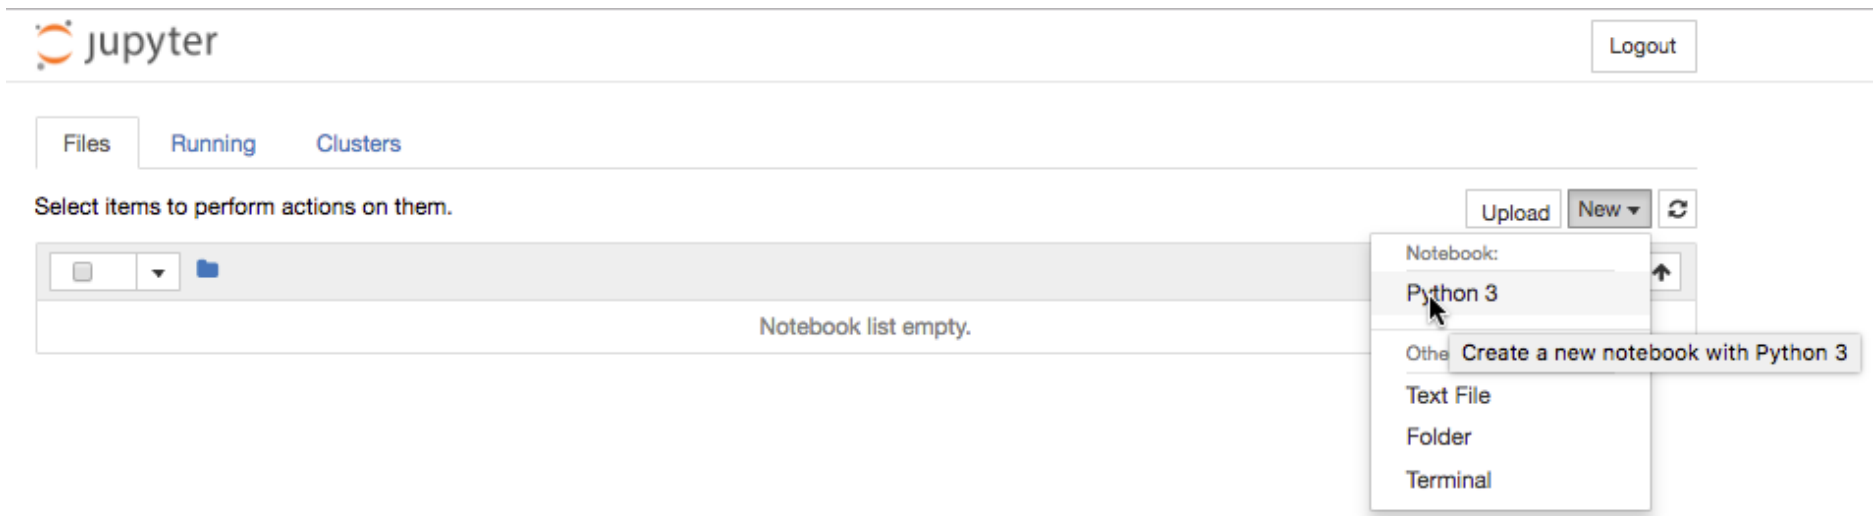 jupyter
Logout
Files Running Clusters
Select items to perform actions on them.
Upload New
Notebook:
Python 3
Notebook list empty.
Othe
Create a new notebook with Python 3
Text File
Folder
Terminal